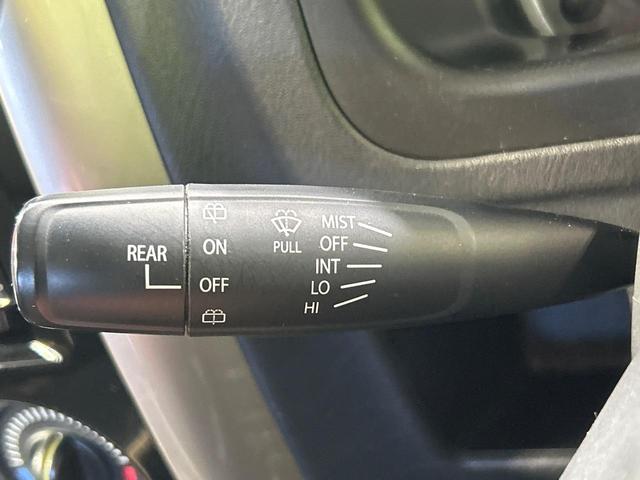 REAR
ON
OFF
PULL
MIST
OFF
INT
LO
HI